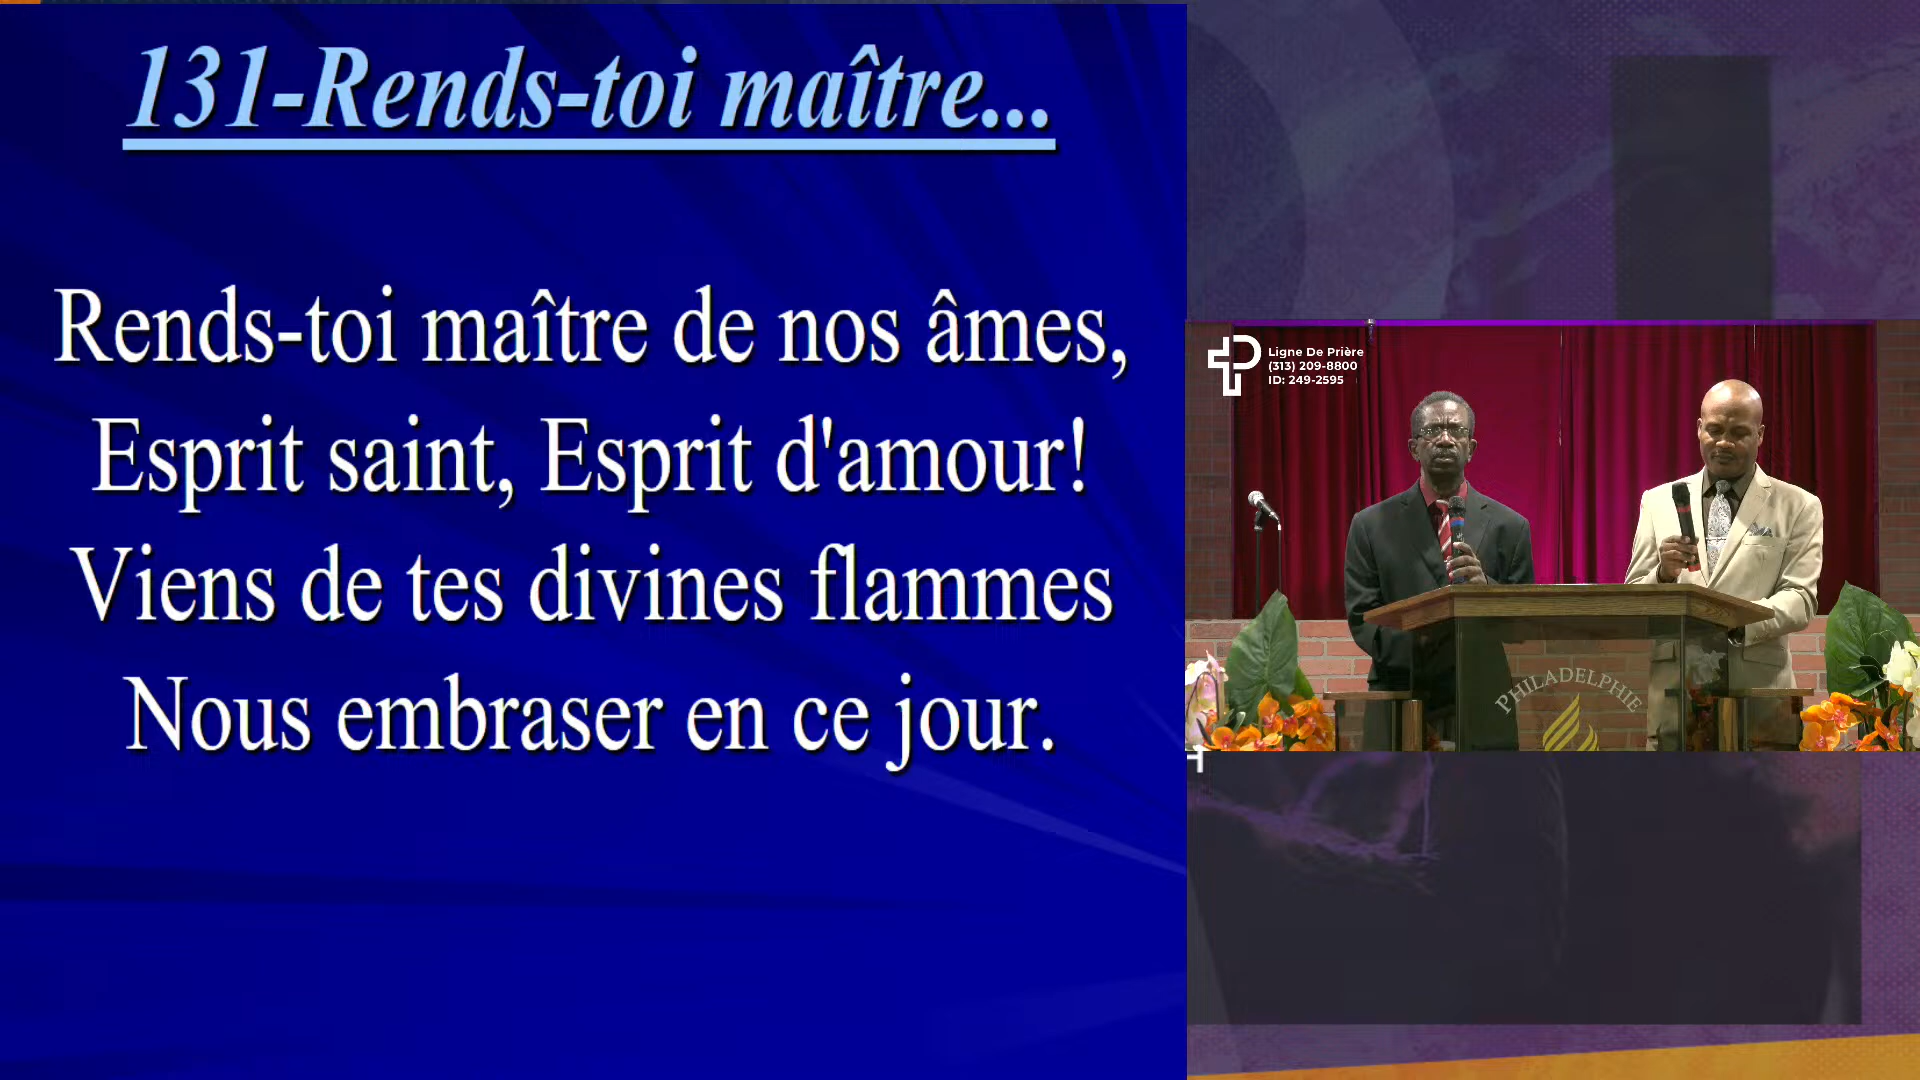 131-Rends-toi maître...
Rends-toi maître de nos âmes,
Esprit saint, Esprit d'amour!
Viens de tes divines flammes
Nous embraser en ce jour.
Ligne De Prière
(313) 209-8800
ID: 249-2595
PHILADELPHIE